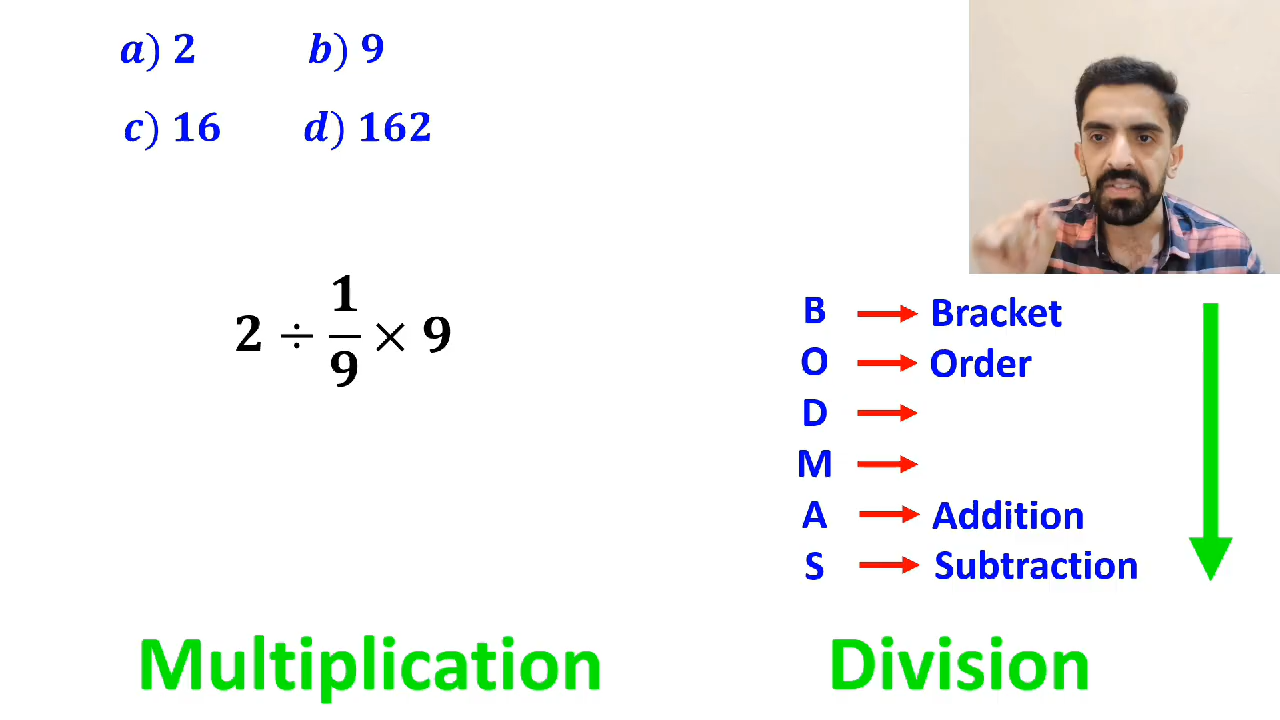 a) 2 b) 9
c) 16 d) 162
2 ÷ 1/9 × 9
B → Bracket
O → Order
D →
M →
A → Addition
S → Subtraction
Multiplication Division